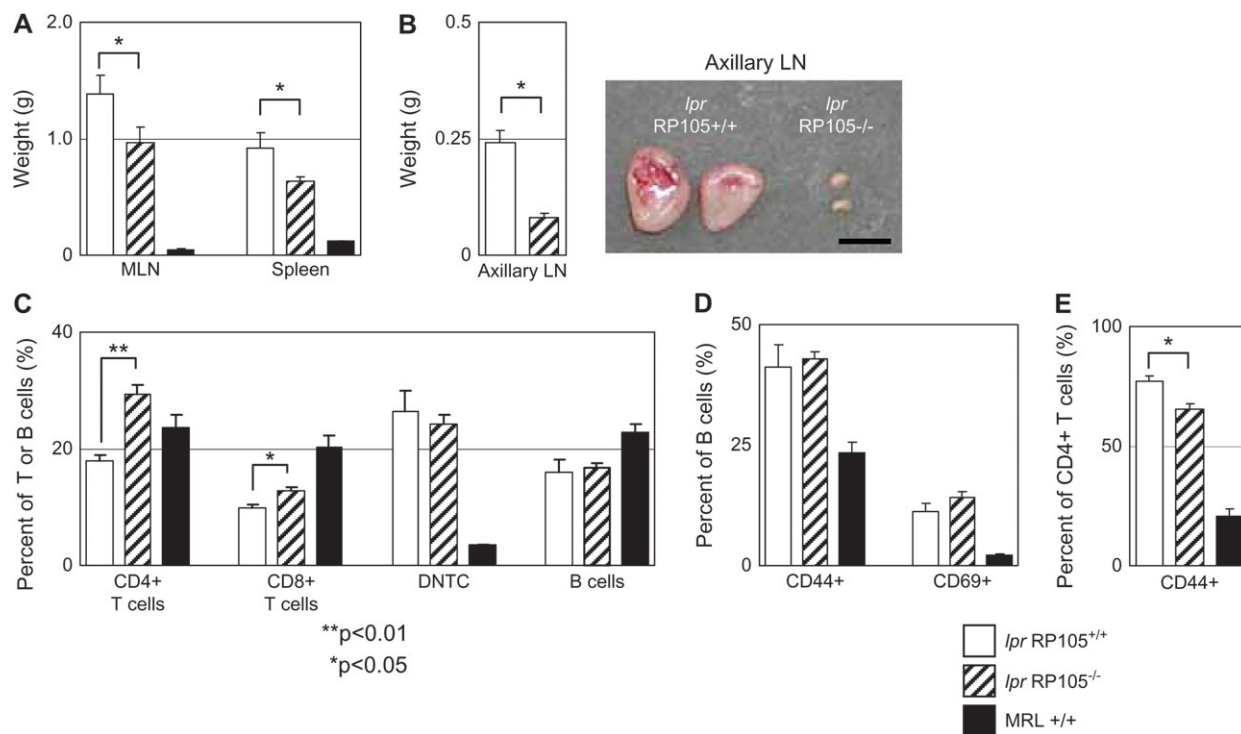 A
Weight (g)
2.0
1.0
0
*
*
MLN
Spleen
B
Weight (g)
0.5
0.25
0
*
Axillary LN
Axillary LN
lpr
RP105+/+
lpr
RP105-/-
C
Percent of T or B cells (%)
40
20
0
**
*
CD4+
T cells
CD8+
T cells
DNTC
B cells
**p<0.01
*p<0.05
D
Percent of B cells (%)
50
25
0
CD44+
CD69+
E
Percent of CD4+ T cells (%)
100
50
0
*
CD44+
lpr RP105+/+
lpr RP105-/-
MRL +/+